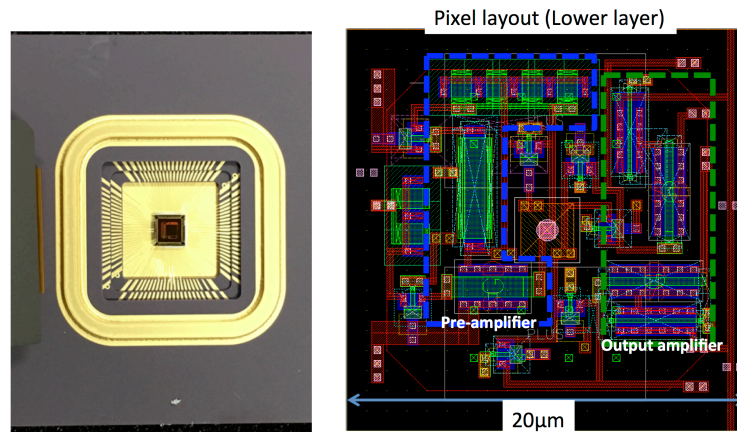 Pixel layout (Lower layer)
Pre-amplifier
Output amplifier
20μm